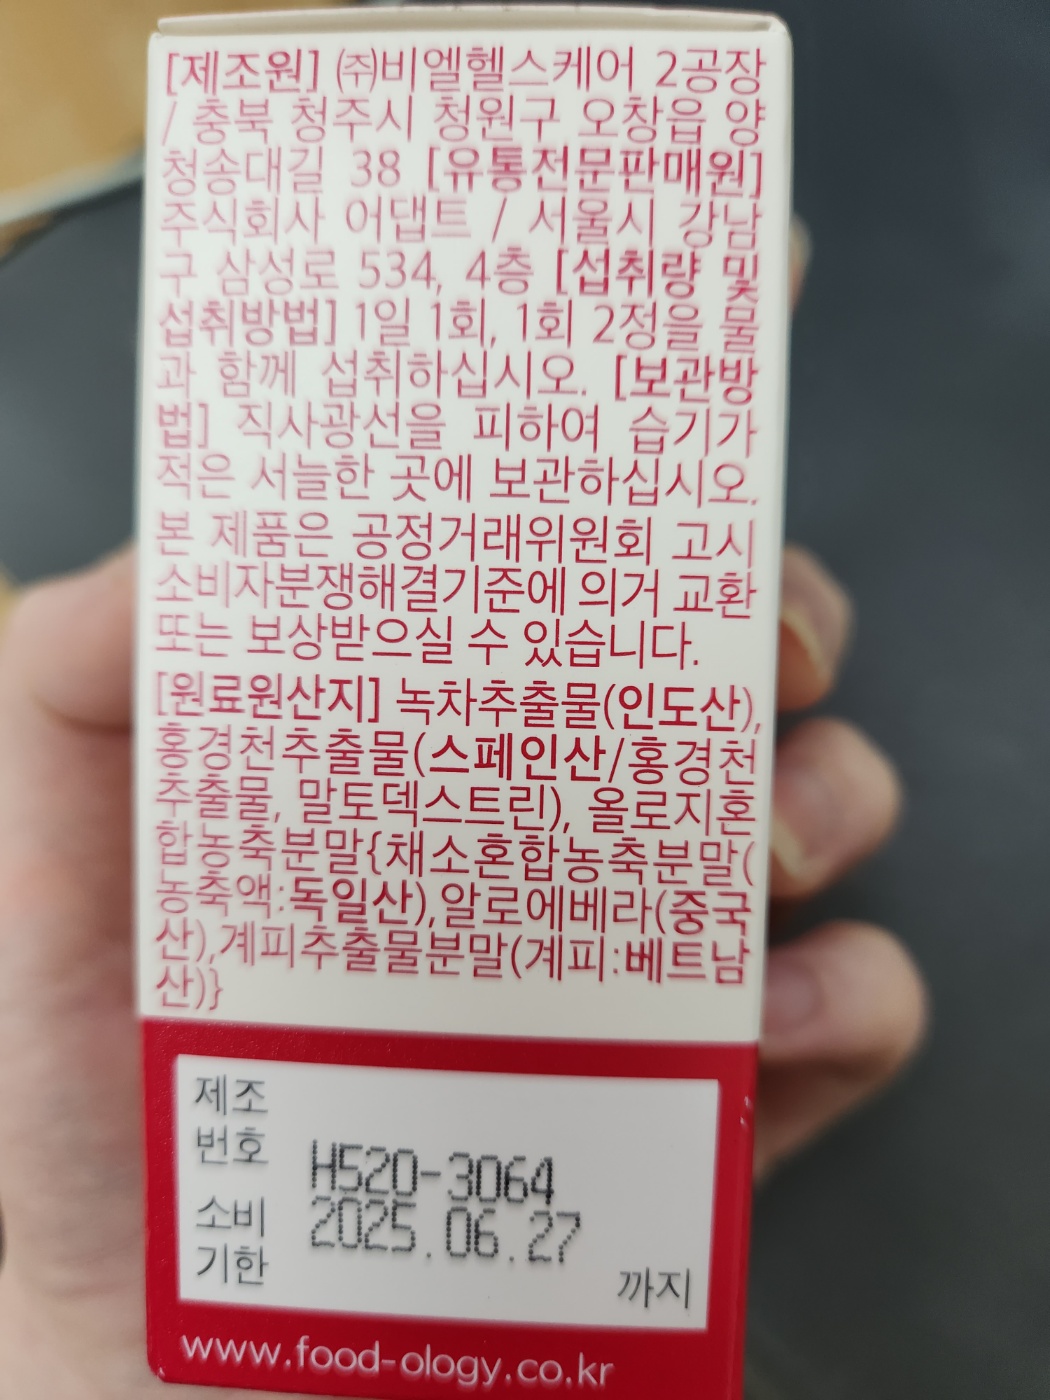 [제조원] ㈜비엘헬스케어 2공장
/ 충북 청주시 청원구 오창읍 양
청송대길 38 [유통전문판매원]
주식회사 어댑트 / 서울시 강남
구 삼성로 534, 4층 [섭취량 및
섭취방법] 1일 1회, 1회 2정을 물
과 함께 섭취하십시오. [보관방
법] 직사광선을 피하여 습기가
적은 서늘한 곳에 보관하십시오.
본 제품은 공정거래위원회 고시
소비자분쟁해결기준에 의거 교환
또는 보상받으실 수 있습니다.
[원료원산지] 녹차추출물(인도산),
홍경천추출물(스페인산/홍경천
추출물, 말토덱스트린), 올로지혼
합농축분말{채소혼합농축분말(
농축액:독일산),알로에베라(중국
산),계피추출물분말(계피:베트남
산)}
제조
번호
H520-3064
소비
기한
2025.06.27
까지
www.food-ology.co.kr